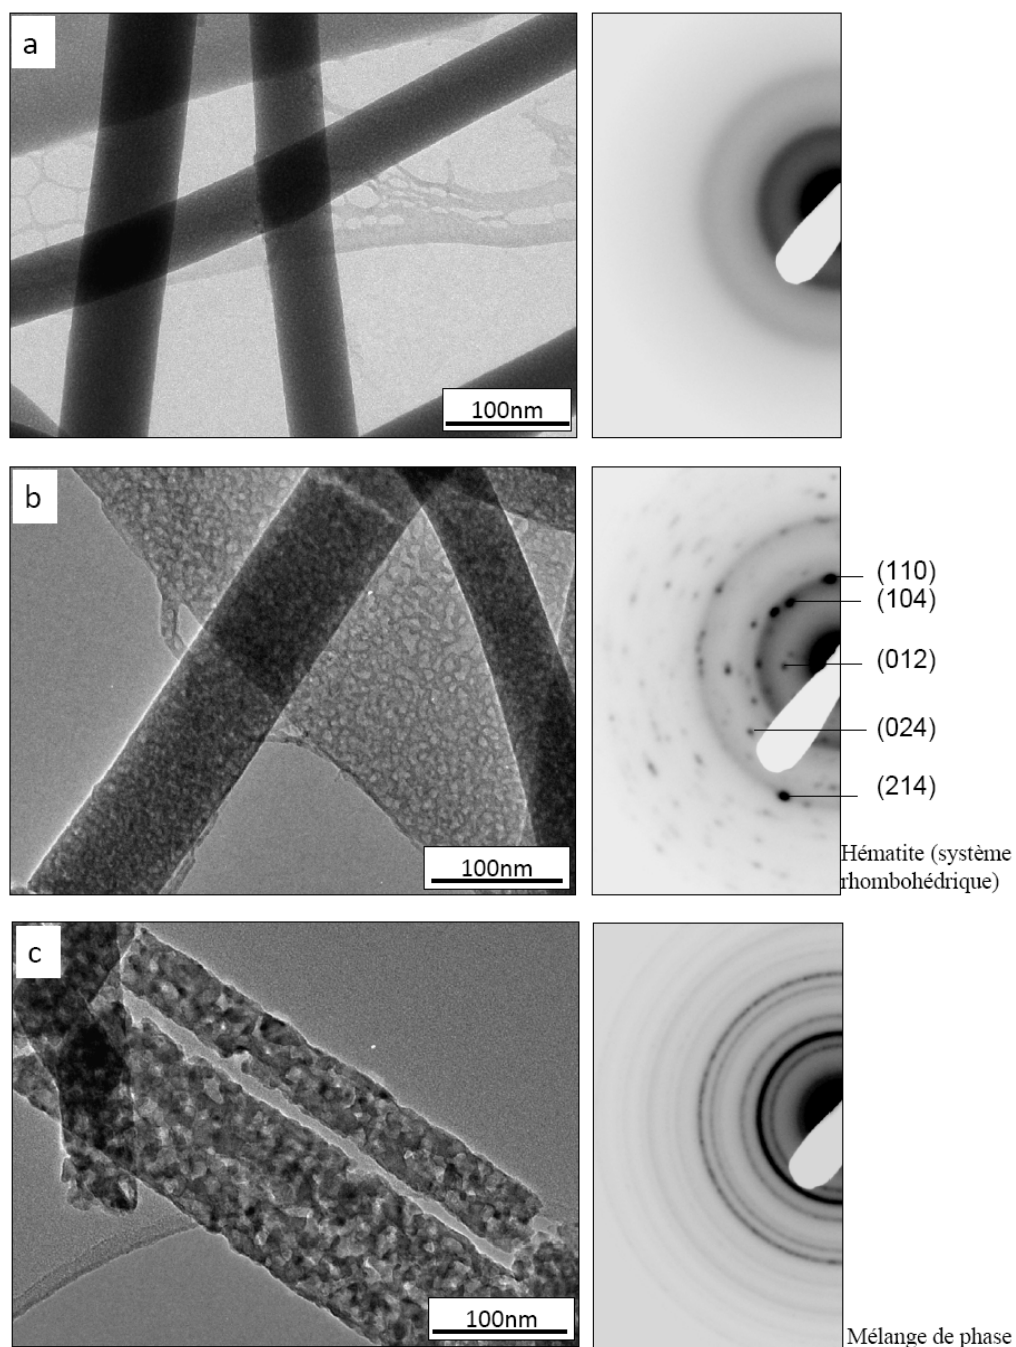 a
100nm
b
100nm
(110)
(104)
(012)
(024)
(214)
Hématite (système
rhombohédrique)
c
100nm
Mélange de phase